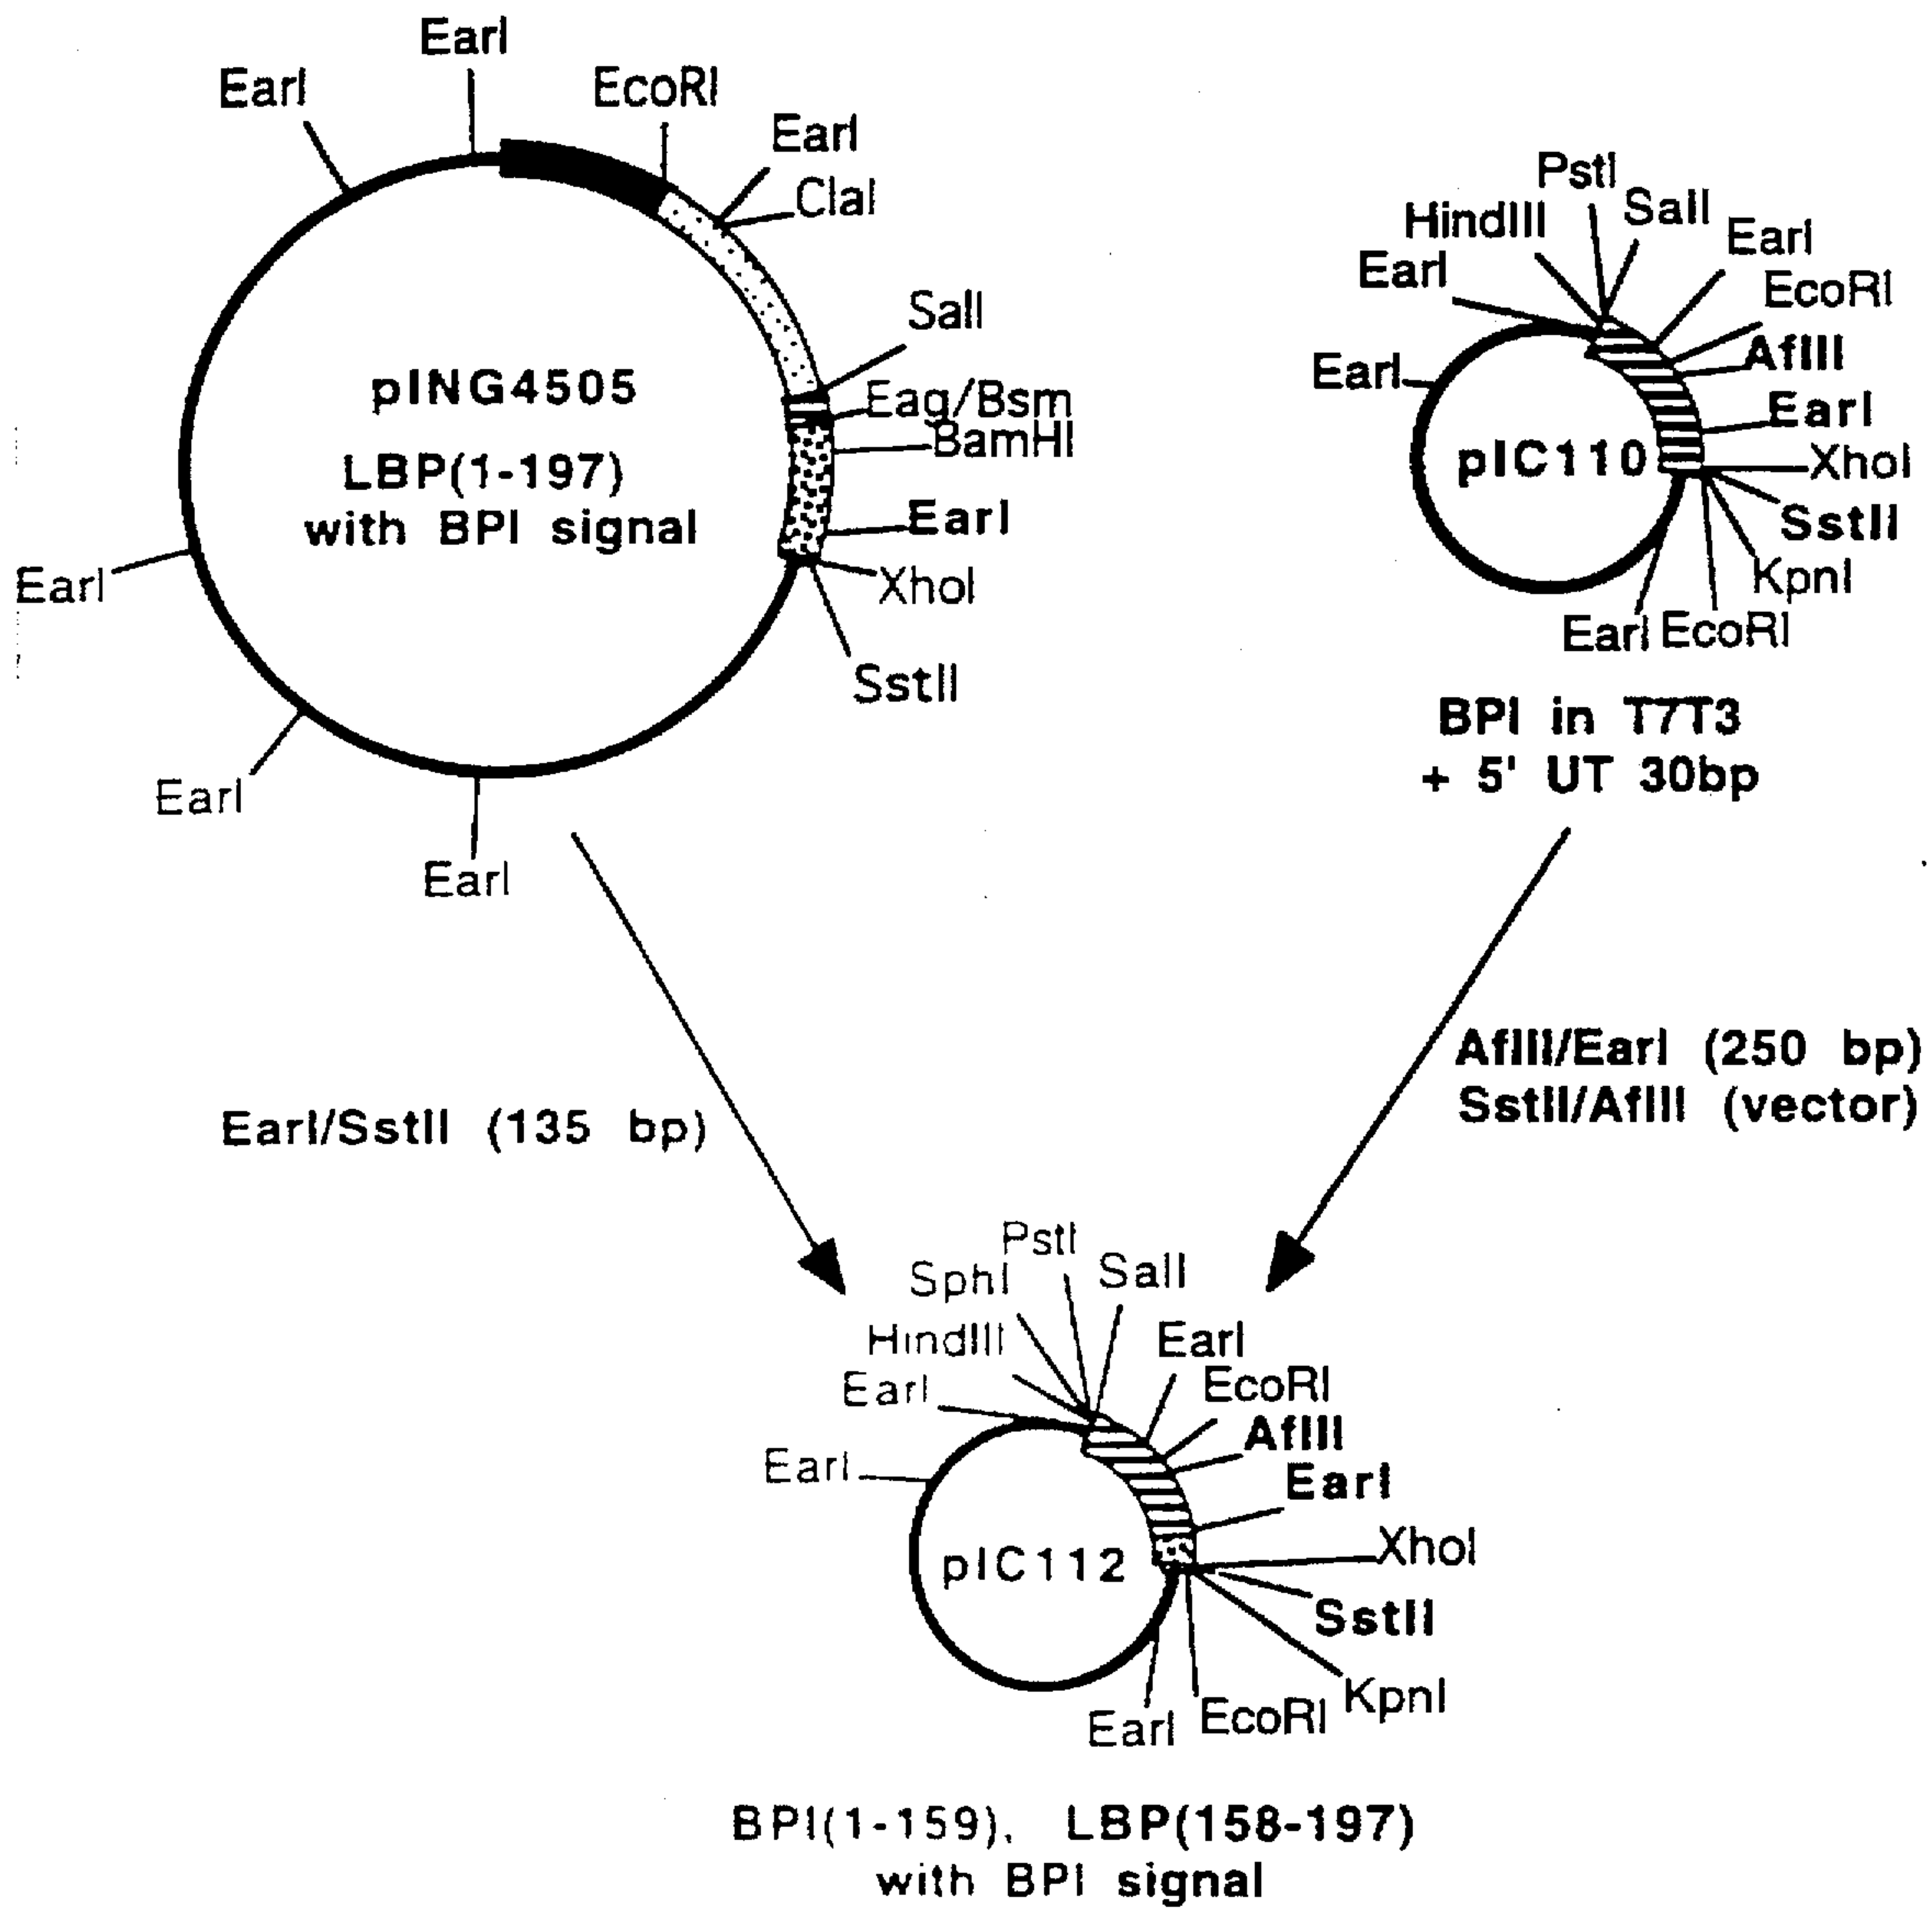 EarI
EarI
EcoRI
EarI
ClaI
SalI
Eag/Bsm
BamHI
EarI
XhoI
SstII
EarI
EarI
EarI
pING4505
LBP(1-197)
with BPI signal
PstI
SalI
HindIII
EarI
EarI
EcoRI
AflII
EarI
EarI
pIC110
XhoI
SstII
KpnI
EarI EcoRI
BPI in T7T3
+ 5' UT 30bp
EarI/SstII (135 bp)
AflII/EarI (250 bp)
SstII/AflII (vector)
PstI
SphI
SalI
HindIII
EarI
EarI
EcoRI
AflII
EarI
EarI
pIC112
XhoI
SstII
KpnI
EarI EcoRI
BPI(1-159), LBP(158-197)
with BPI signal